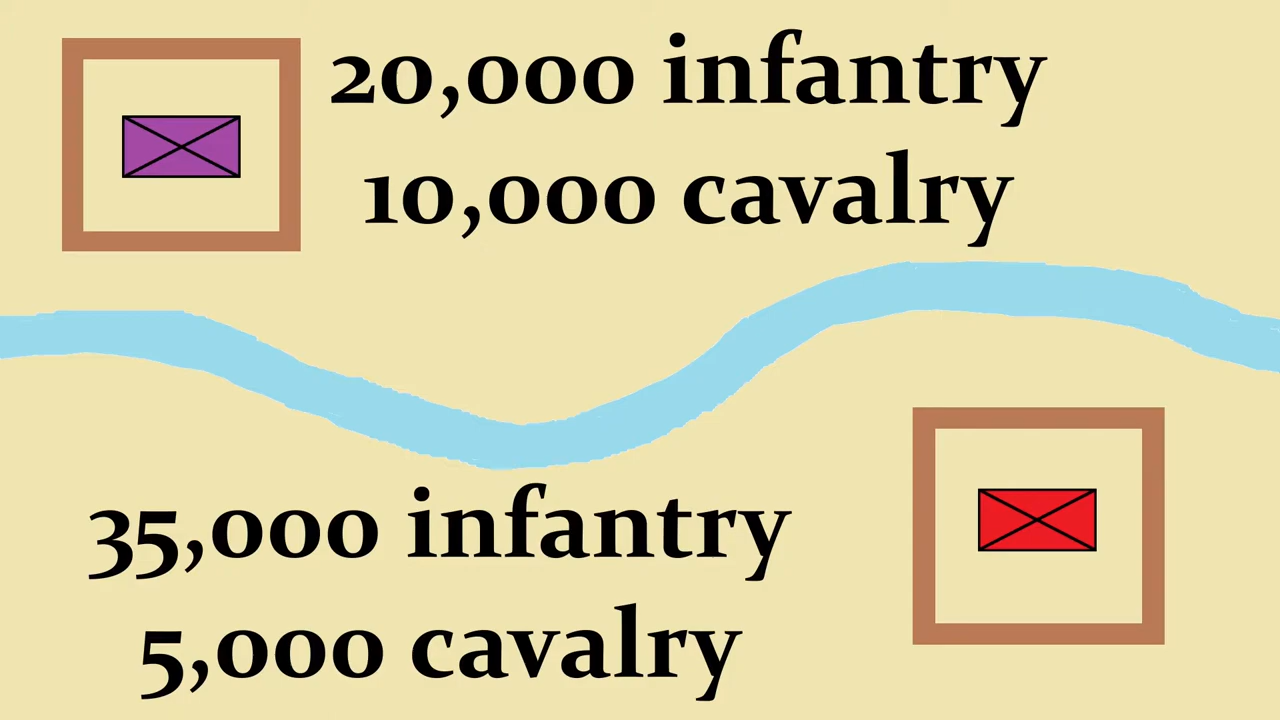 20,000 infantry
10,000 cavalry
35,000 infantry
5,000 cavalry